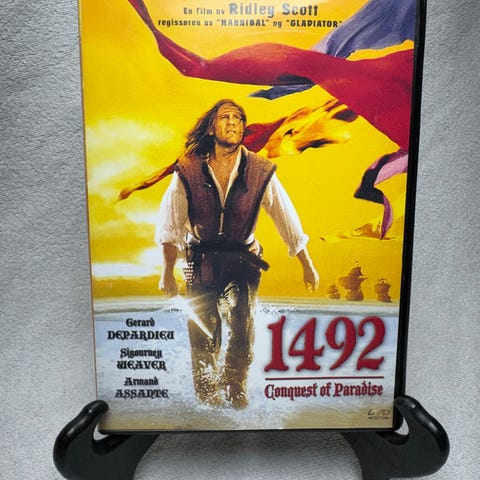 En film av Ridley Scott
regissøren av "HANNIBAL" og "GLADIATOR"
Gerard
DEPARDIEU
Sigourney
WEAVER
Armand
ASSANTE
1492
Conquest of Paradise
DVD